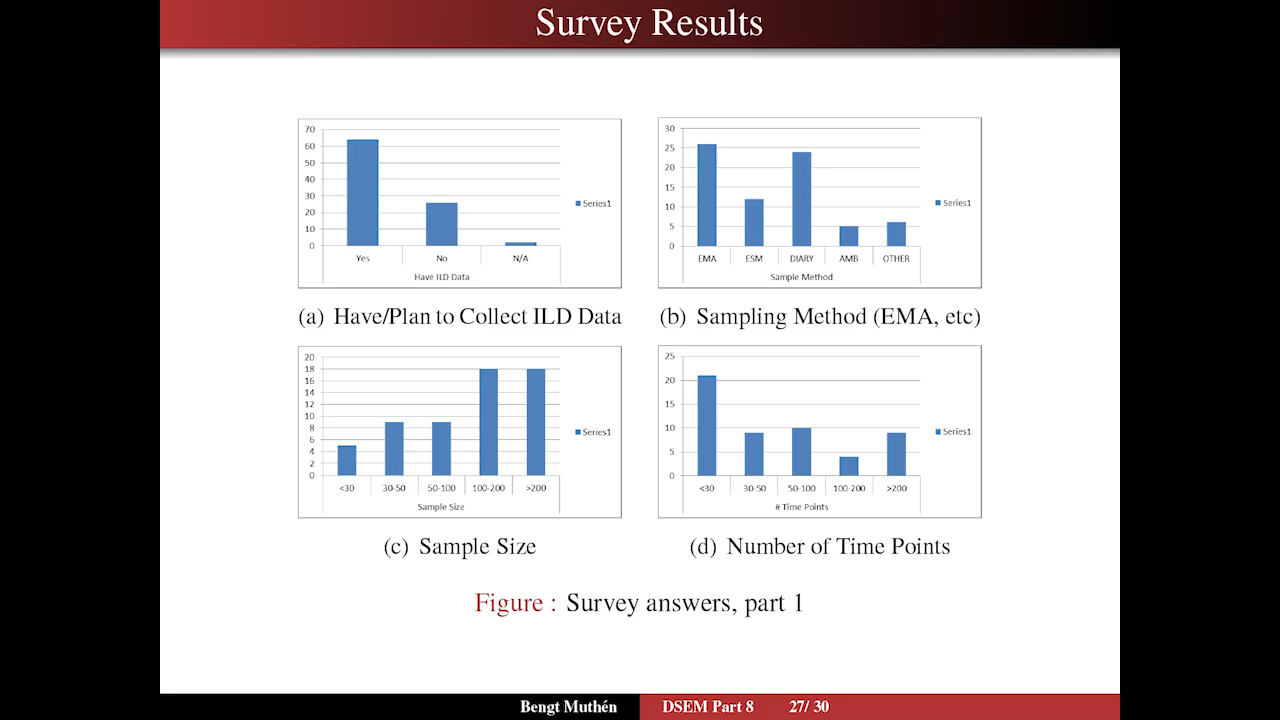 Survey Results
70
60
50
40
30
20
10
0
Yes No N/A
Have ILD Data
Series1
(a) Have/Plan to Collect ILD Data
30
25
20
15
10
5
0
EMA ESM DIARY AMB OTHER
Sample Method
Series1
(b) Sampling Method (EMA, etc)
20
18
16
14
12
10
8
6
4
2
0
<30 30-50 50-100 100-200 >200
Sample Size
Series1
(c) Sample Size
25
20
15
10
5
0
<30 30-50 50-100 100-200 >200
# Time Points
Series1
(d) Number of Time Points
Figure : Survey answers, part 1
Bengt Muthén DSEM Part 8 27/ 30